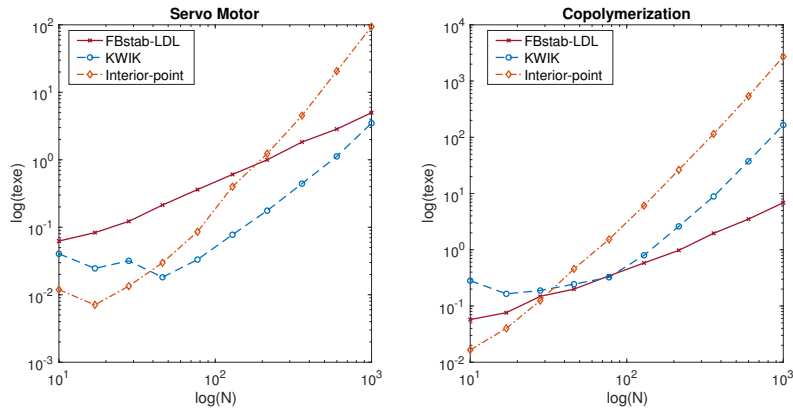 Servo Motor
FBstab-LDL
KWIK
Interior-point
10^2
10^1
10^0
10^-1
10^-2
10^-3
log(texe)
10^1
10^2
10^3
log(N)
Copolymerization
FBstab-LDL
KWIK
Interior-point
10^4
10^3
10^2
10^1
10^0
10^-1
10^-2
log(texe)
10^1
10^2
10^3
log(N)